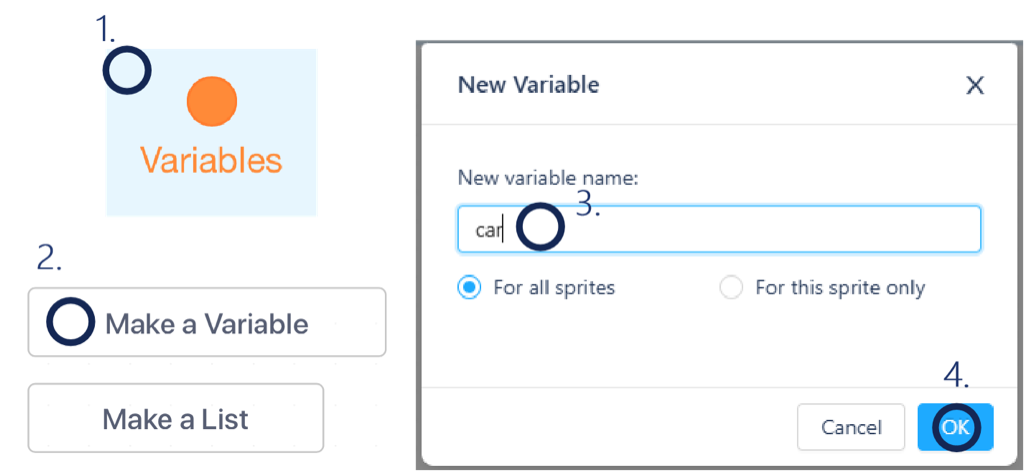 1.
Variables
2.
Make a Variable
Make a List
New Variable
X
New variable name:
3.
car
For all sprites
For this sprite only
4.
Cancel
OK